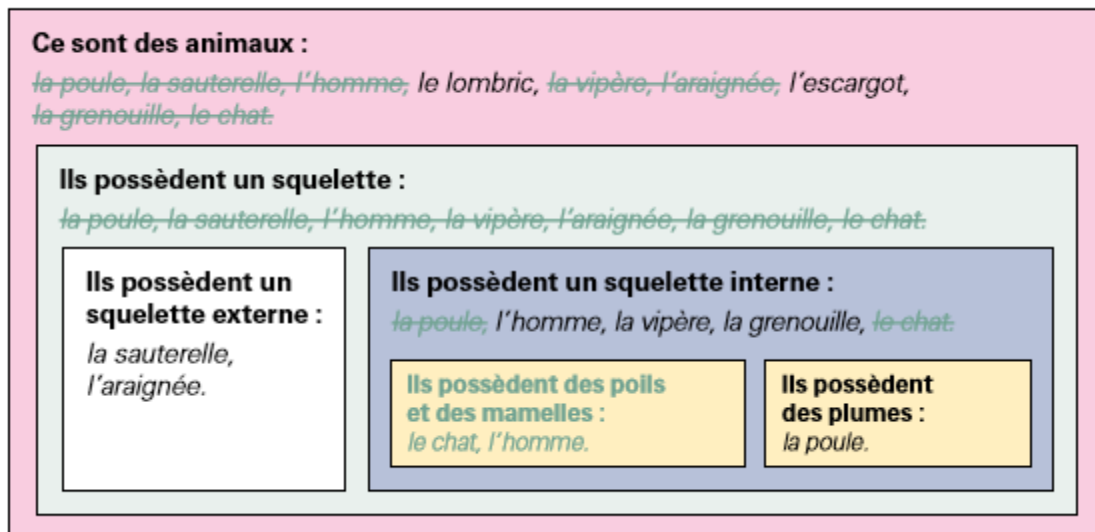 Ce sont des animaux :
la poule, la sauterelle, l'homme, le lombric, la vipère, l'araignée, l'escargot,
la grenouille, le chat.
Ils possèdent un squelette :
la poule, la sauterelle, l'homme, la vipère, l'araignée, la grenouille, le chat.
Ils possèdent un
squelette externe :
la sauterelle,
l'araignée.
Ils possèdent un squelette interne :
la poule, l'homme, la vipère, la grenouille, le chat.
Ils possèdent des poils
et des mamelles :
le chat, l'homme.
Ils possèdent
des plumes :
la poule.